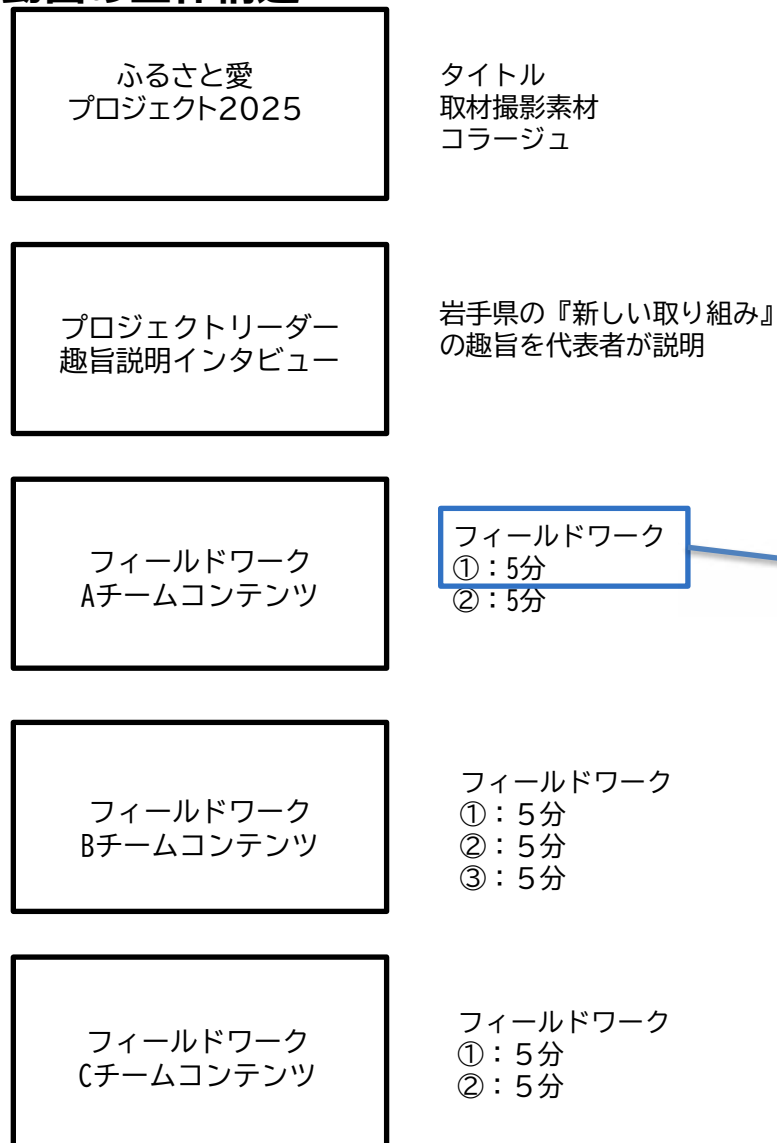 ふるさと愛
プロジェクト2025
タイトル
取材撮影素材
コラージュ
プロジェクトリーダー
趣旨説明インタビュー
岩手県の『新しい取り組み』
の趣旨を代表者が説明
フィールドワーク
Aチームコンテンツ
フィールドワーク
①：5分
②：5分
フィールドワーク
Bチームコンテンツ
フィールドワーク
①：５分
②：５分
③：５分
フィールドワーク
Cチームコンテンツ
フィールドワーク
①：５分
②：５分